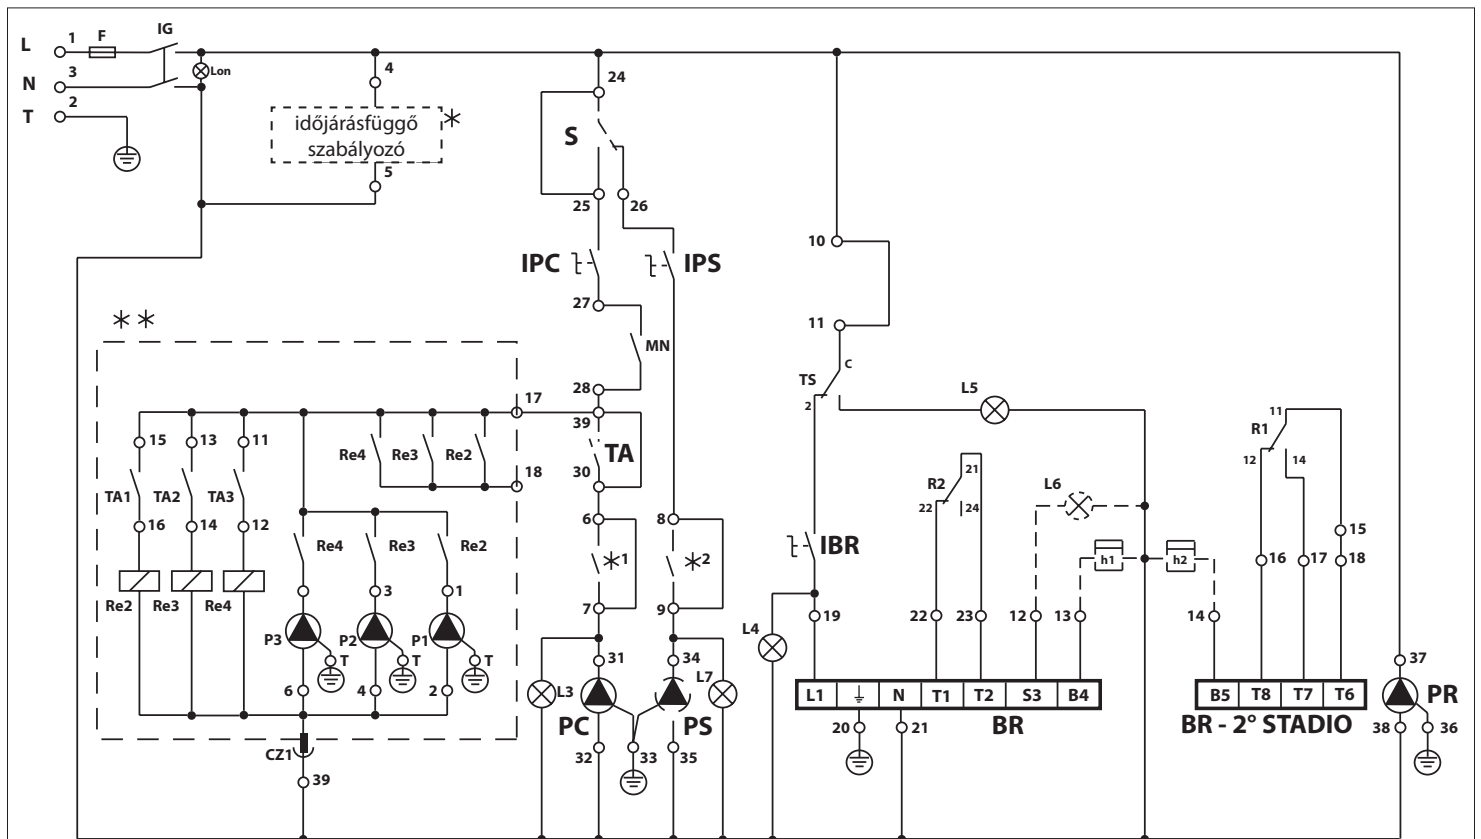 L 1 F IG
Lon
N 3
T 2
4
időjárásfüggő
szabályozó
*
5
24
S
25 26
IPC IPS
27
MN
28
39
TA
30
6 8
*1 *2
7 9
31 34
L3 L7
PC PS
32 33 35
* *
17
15 13 11
Re4 Re3 Re2
18
TA1 TA2 TA3
16 14 12
Re4 Re3 Re2
Re2 Re3 Re4
3 1
P3 P2 P1
T T T
6 4 2
CZ1
39
10
11
C
TS
2
L5
R2
21
22 24
L6
IBR
h1 h2
L4
19 22 23 12 13 14
L1 N T1 T2 S3 B4
BR
20 21
R1
11
12 14
15
16 17 18
B5 T8 T7 T6
BR - 2° STADIO
37
PR
38 36